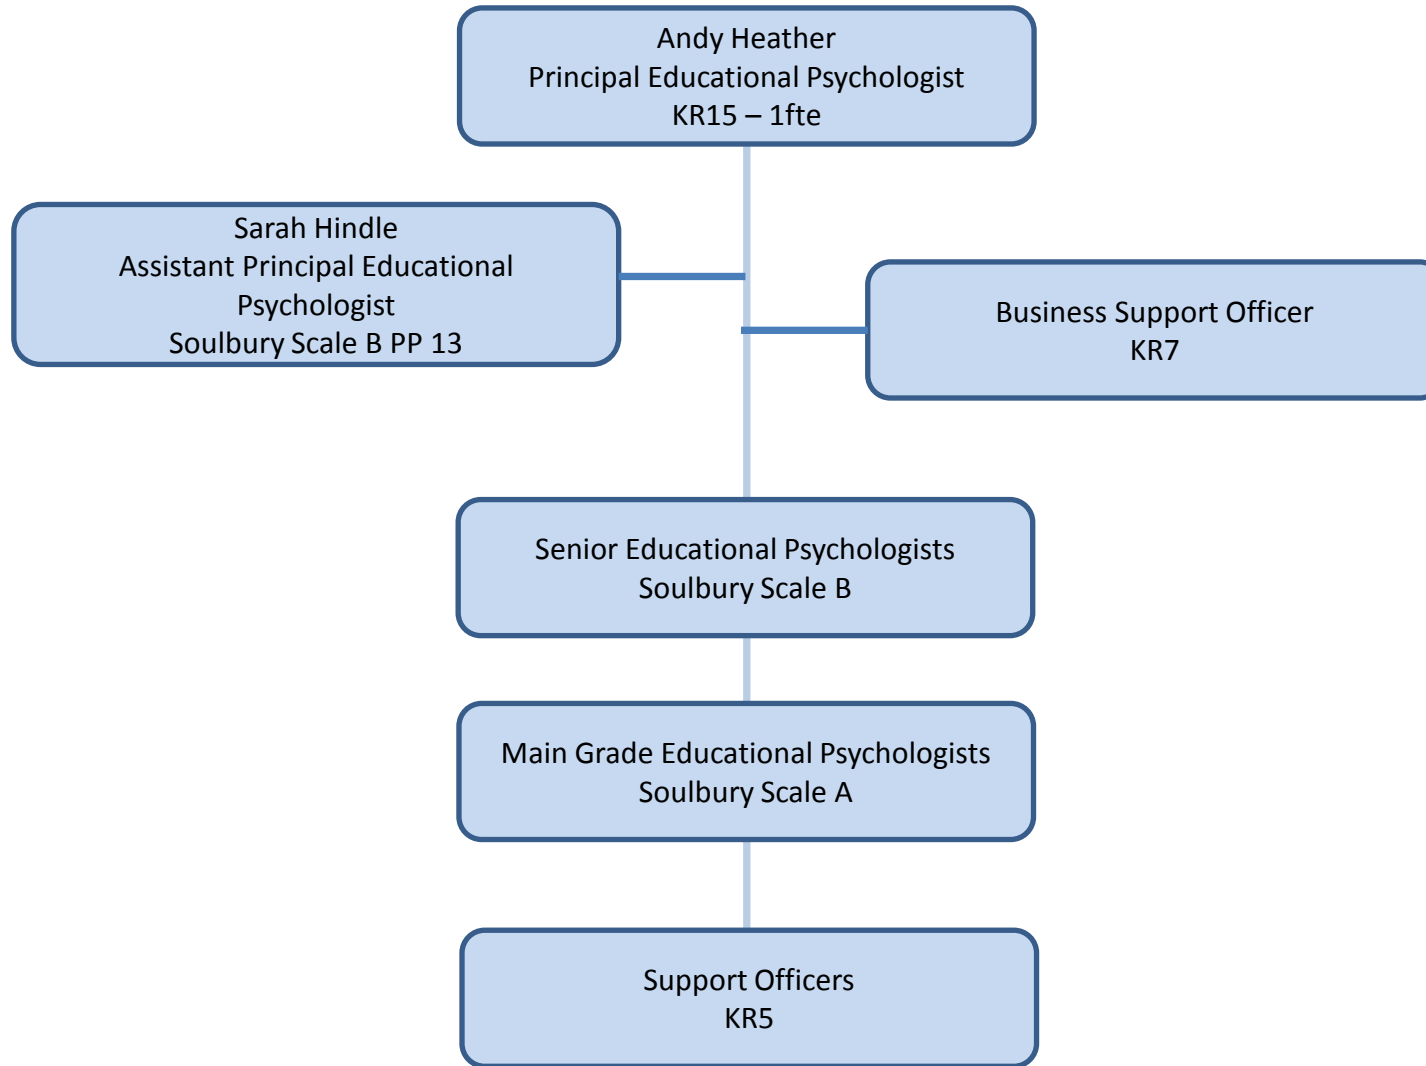 Andy Heather
Principal Educational Psychologist
KR15 – 1fte
Sarah Hindle
Assistant Principal Educational
Psychologist
Soulbury Scale B PP 13
Business Support Officer
KR7
Senior Educational Psychologists
Soulbury Scale B
Main Grade Educational Psychologists
Soulbury Scale A
Support Officers
KR5